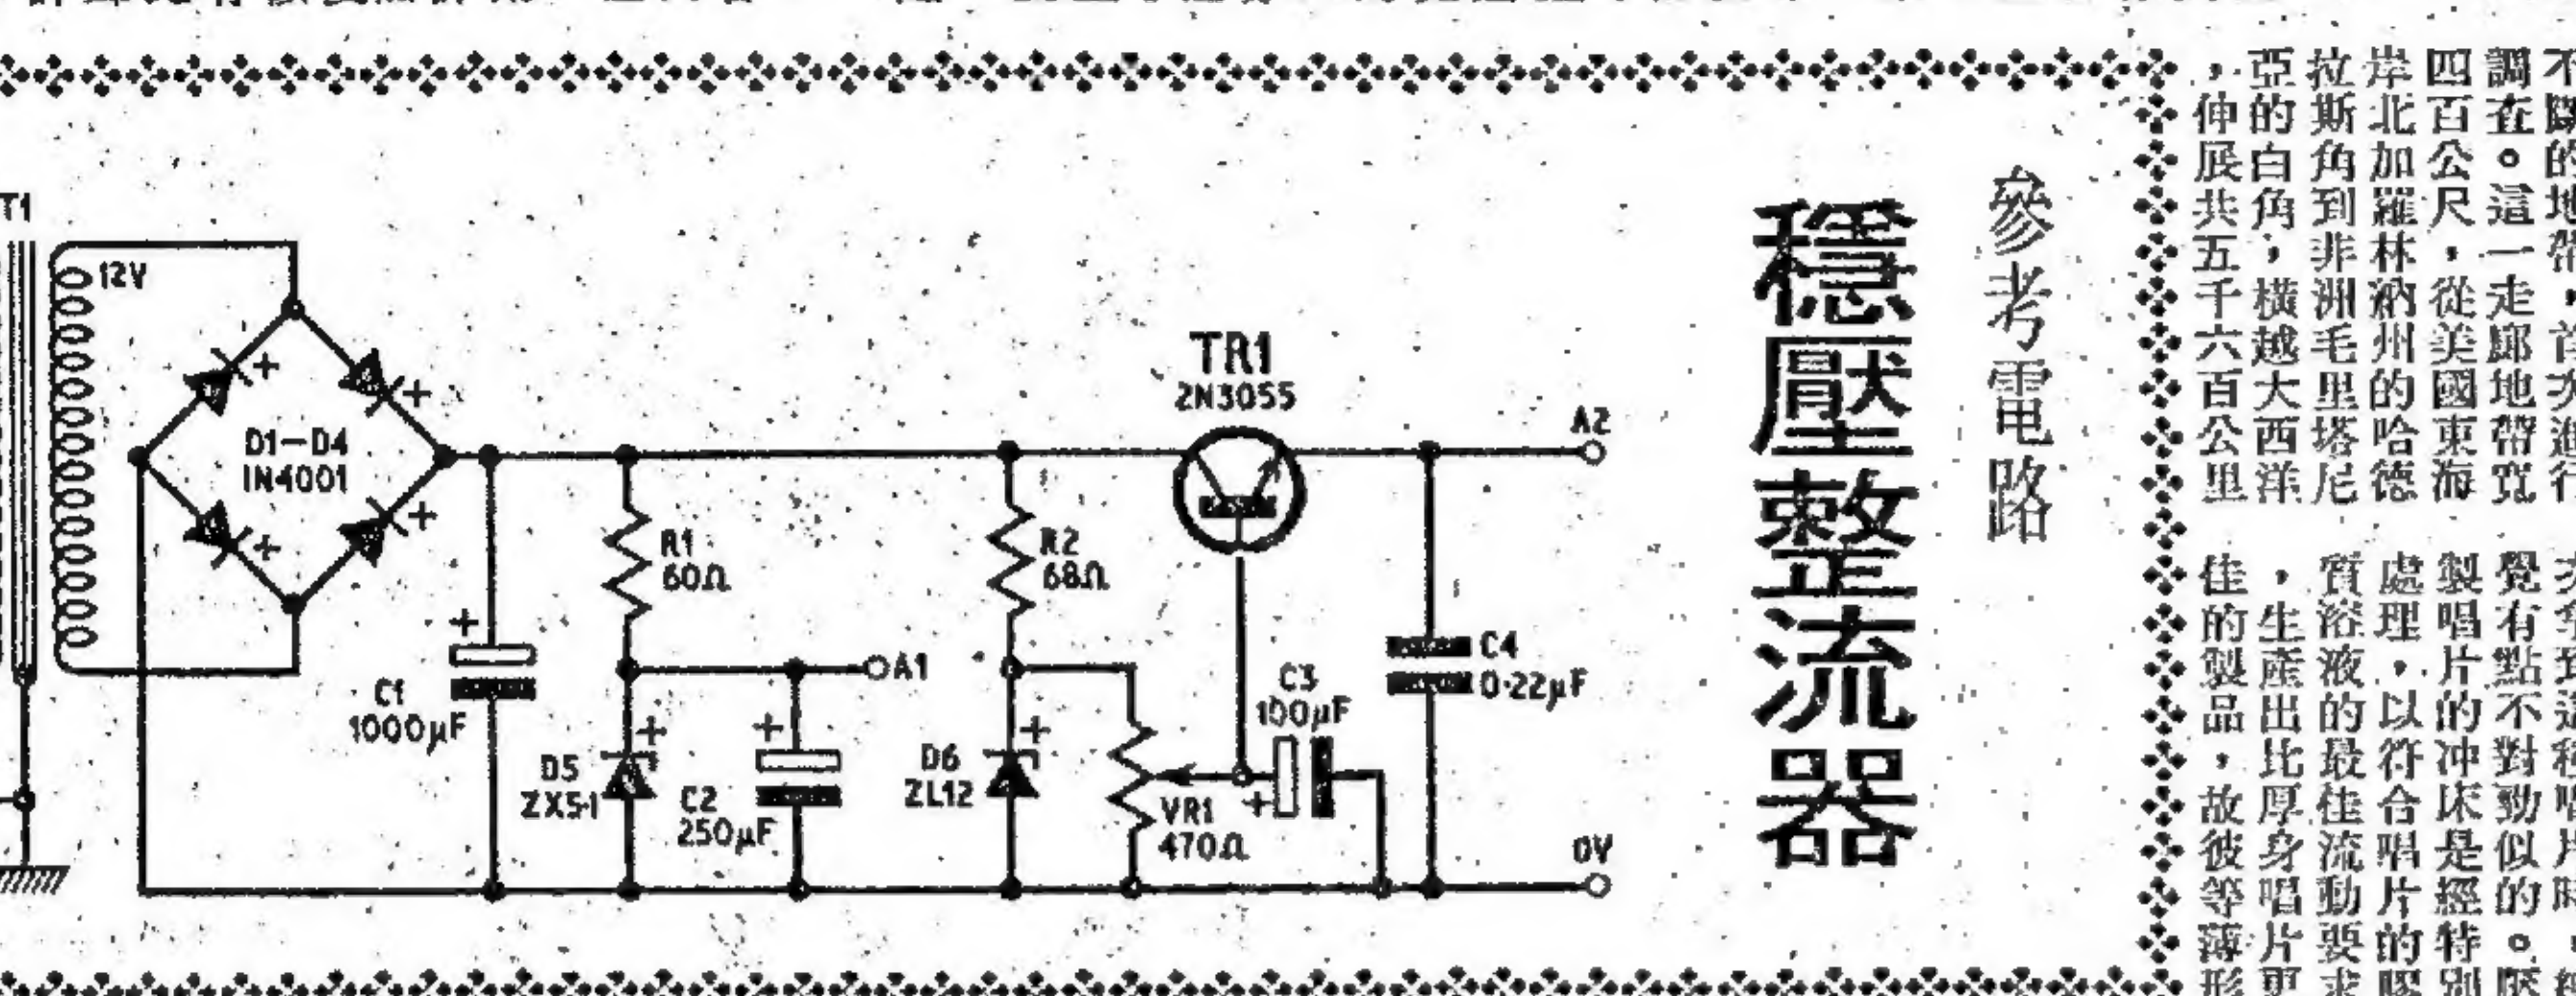 參考電路
穩壓整流器
T1
12V
D1-D4
IN4001
C1
1000µF
R1
60Ω
A1
D5
ZX5·1
C2
250µF
R2
68Ω
D6
ZL12
TR1
2N3055
VR1
470Ω
C3
100µF
C4
0·22µF
A2
0V
調查。這一走廊地帶寬
四百公尺,從美國東海
岸北加羅林納州的哈德
拉斯角到非洲毛里塔尼
亞的白角,橫越大西洋
,伸展共五千六百公里
覺有點不對勁似的。
製唱片的冲床是經特別
處理,以符合唱片的膠
質溶液的最佳流動要求
,生產出比厚身唱片更
佳的製品,故彼等薄形